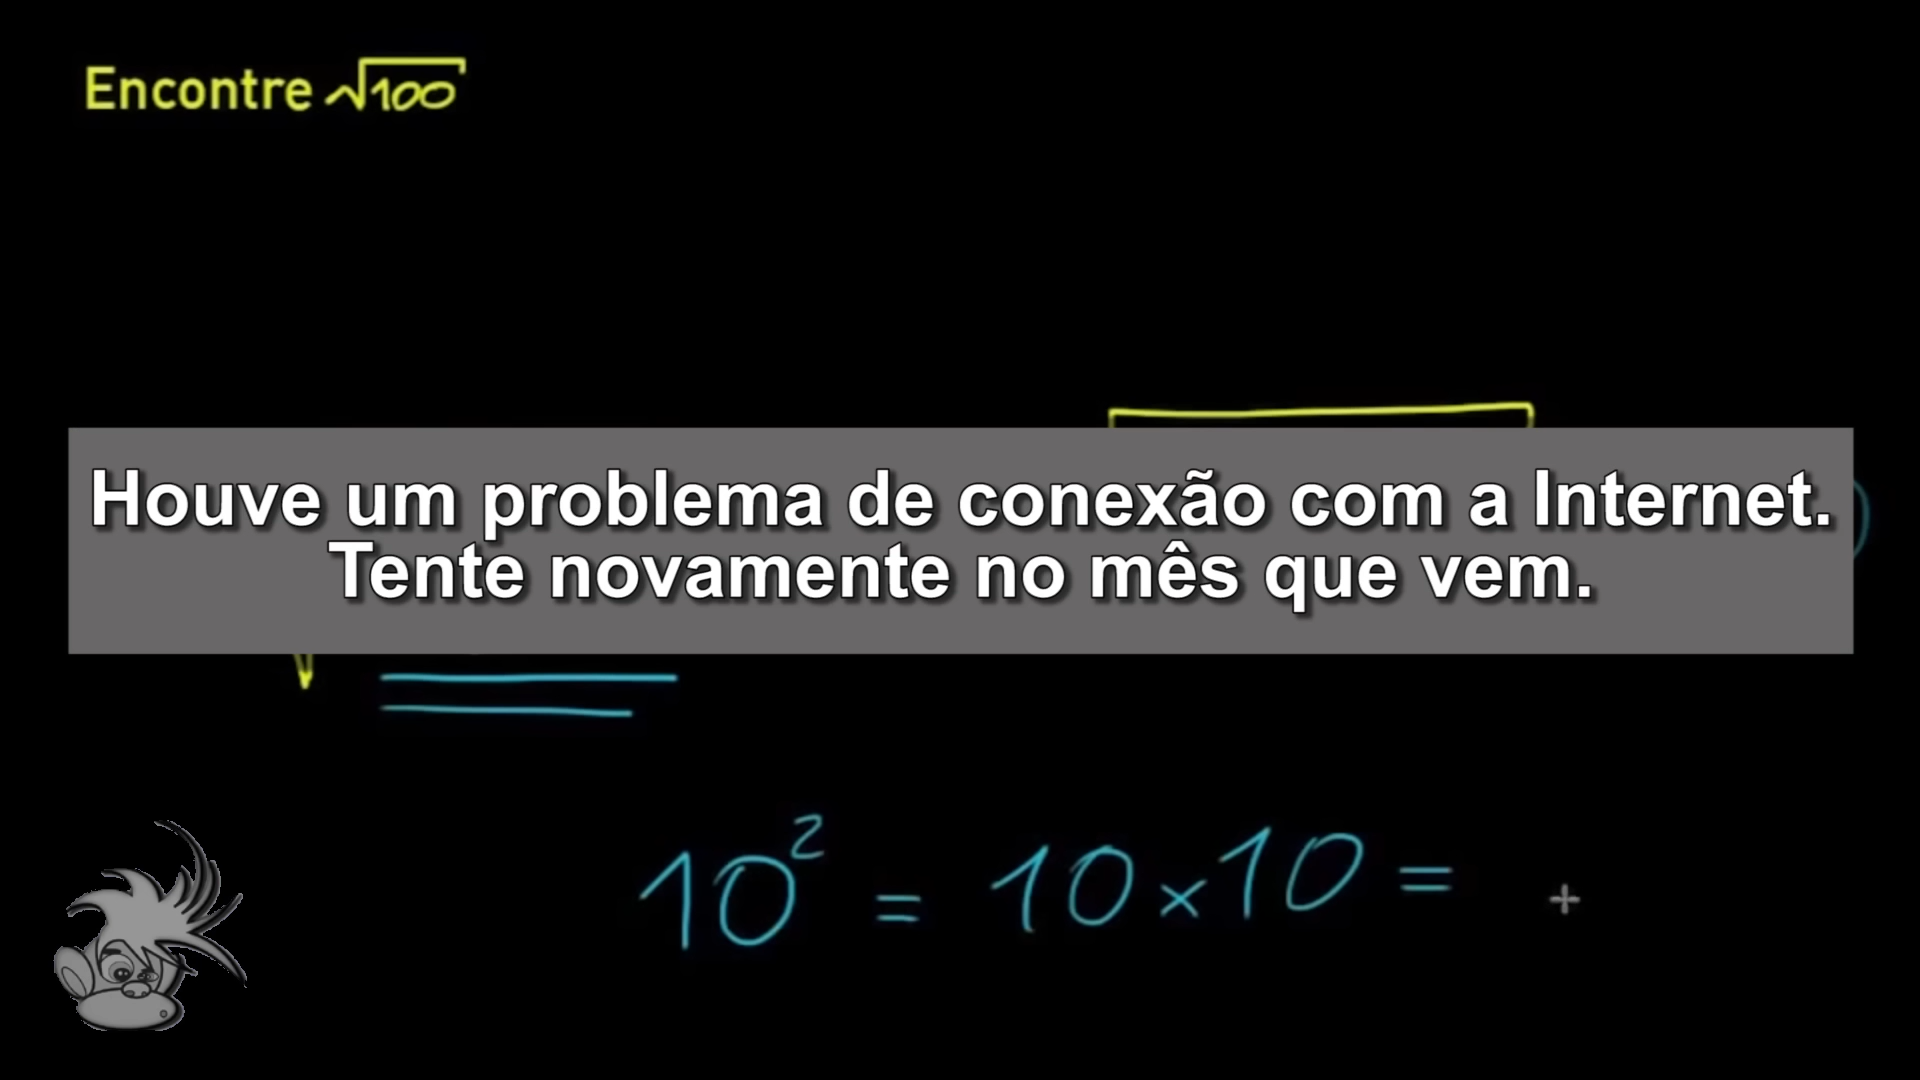 Encontre √100
Houve um problema de conexão com a Internet.
Tente novamente no mês que vem.
10² = 10×10 =